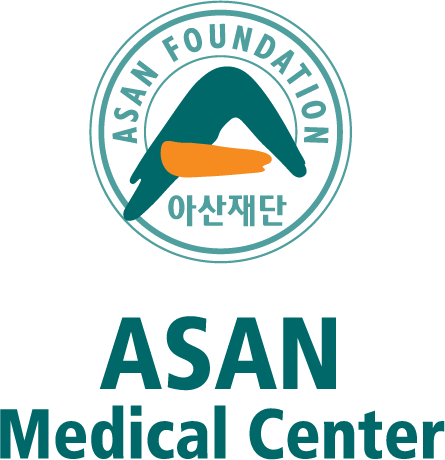 ASAN FOUNDATION
아산재단
ASAN
Medical Center